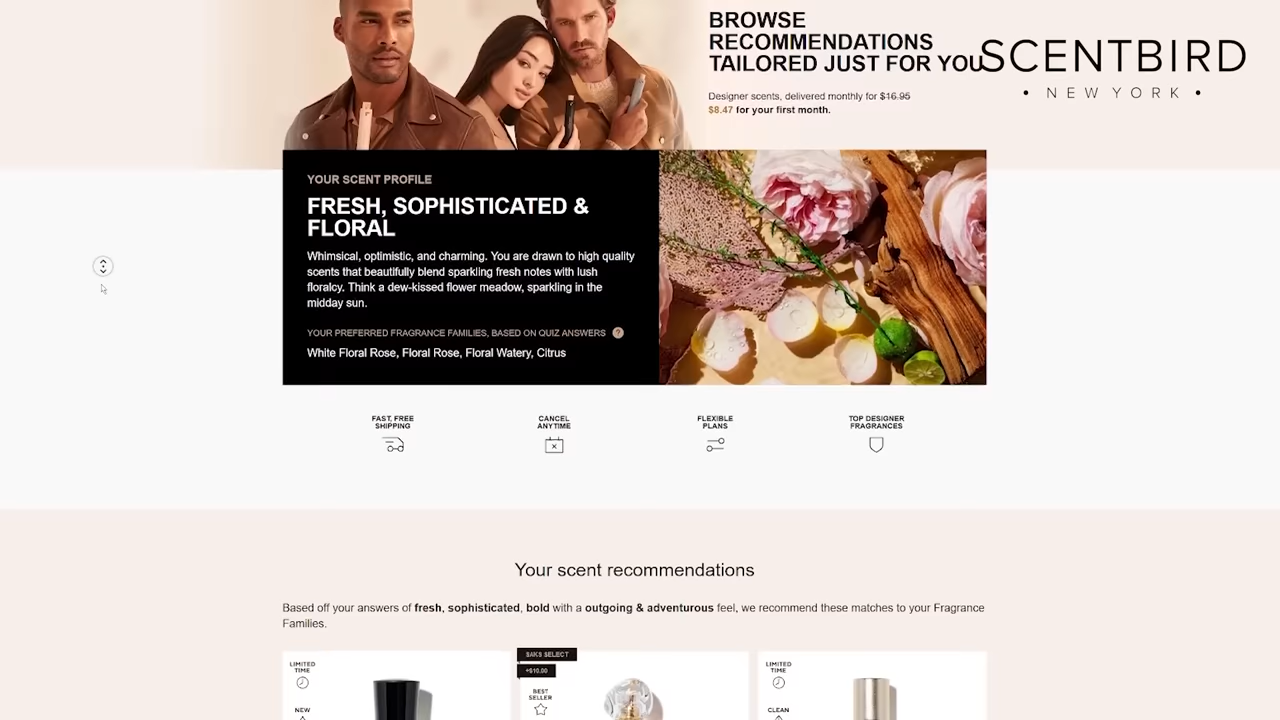 BROWSE
RECOMMENDATIONS
TAILORED JUST FOR YOU
Designer scents, delivered monthly for $16.95
$8.47 for your first month.
SCENTBIRD
• NEW YORK •
YOUR SCENT PROFILE
FRESH, SOPHISTICATED &
FLORAL
Whimsical, optimistic, and charming. You are drawn to high quality
scents that beautifully blend sparkling fresh notes with lush
floralcy. Think a dew-kissed flower meadow, sparkling in the
midday sun.
YOUR PREFERRED FRAGRANCE FAMILIES, BASED ON QUIZ ANSWERS ?
White Floral Rose, Floral Rose, Floral Watery, Citrus
FAST, FREE
SHIPPING
CANCEL
ANYTIME
FLEXIBLE
PLANS
TOP DESIGNER
FRAGRANCES
Your scent recommendations
Based off your answers of fresh, sophisticated, bold with a outgoing & adventurous feel, we recommend these matches to your Fragrance
Families.
LIMITED
TIME
NEW
SAKS SELECT
+$10.00
BEST
SELLER
LIMITED
TIME
CLEAN